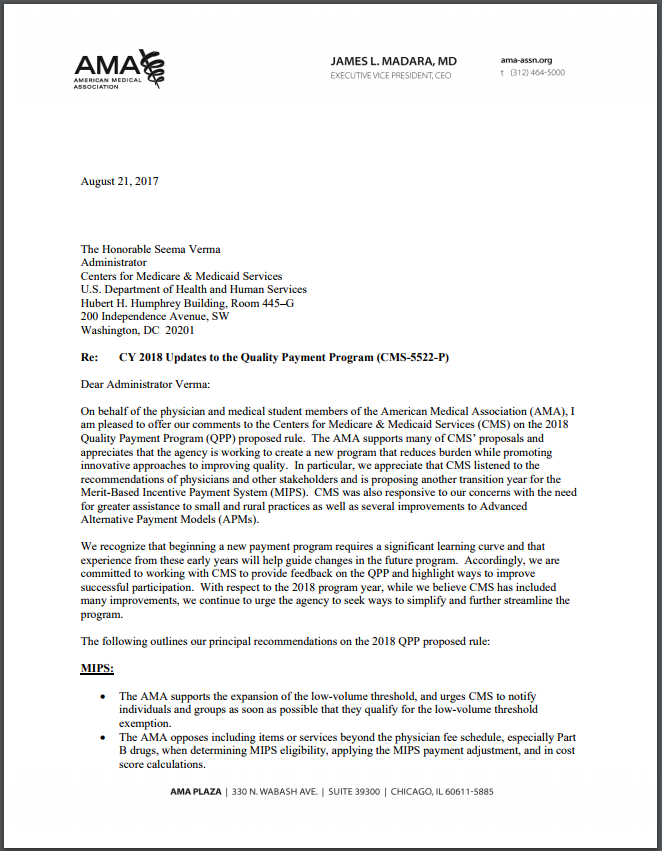 AMA
AMERICAN MEDICAL
ASSOCIATION
JAMES L. MADARA, MD
EXECUTIVE VICE PRESIDENT, CEO
ama-assn.org
t (312) 464-5000
August 21, 2017
The Honorable Seema Verma
Administrator
Centers for Medicare & Medicaid Services
U.S. Department of Health and Human Services
Hubert H. Humphrey Building, Room 445–G
200 Independence Avenue, SW
Washington, DC 20201
Re: CY 2018 Updates to the Quality Payment Program (CMS-5522-P)
Dear Administrator Verma:
On behalf of the physician and medical student members of the American Medical Association (AMA), I
am pleased to offer our comments to the Centers for Medicare & Medicaid Services (CMS) on the 2018
Quality Payment Program (QPP) proposed rule. The AMA supports many of CMS’ proposals and
appreciates that the agency is working to create a new program that reduces burden while promoting
innovative approaches to improving quality. In particular, we appreciate that CMS listened to the
recommendations of physicians and other stakeholders and is proposing another transition year for the
Merit-Based Incentive Payment System (MIPS). CMS was also responsive to our concerns with the need
for greater assistance to small and rural practices as well as several improvements to Advanced
Alternative Payment Models (APMs).
We recognize that beginning a new payment program requires a significant learning curve and that
experience from these early years will help guide changes in the future program. Accordingly, we are
committed to working with CMS to provide feedback on the QPP and highlight ways to improve
successful participation. With respect to the 2018 program year, while we believe CMS has included
many improvements, we continue to urge the agency to seek ways to simplify and further streamline the
program.
The following outlines our principal recommendations on the 2018 QPP proposed rule:
MIPS:
• The AMA supports the expansion of the low-volume threshold, and urges CMS to notify
individuals and groups as soon as possible that they qualify for the low-volume threshold
exemption.
• The AMA opposes including items or services beyond the physician fee schedule, especially Part
B drugs, when determining MIPS eligibility, applying the MIPS payment adjustment, and in cost
score calculations.
AMA PLAZA | 330 N. WABASH AVE. | SUITE 39300 | CHICAGO, IL 60611-5885